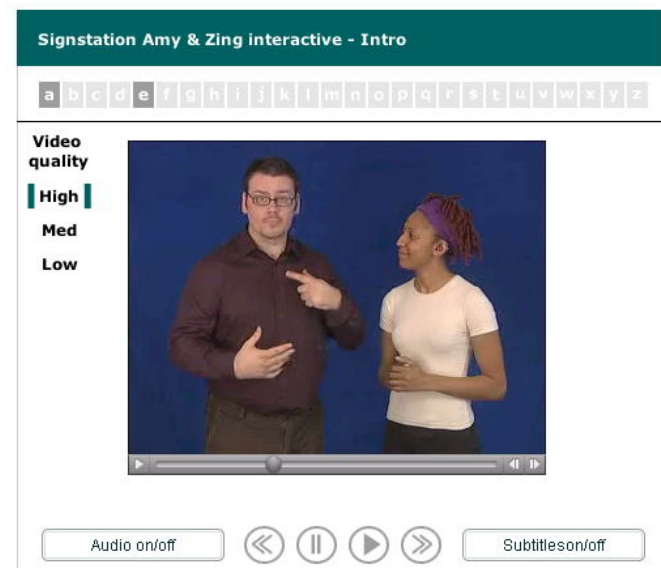 Signstation Amy & Zing interactive - Intro
a b c d e f g h i j k l m n o p q r s t u v w x y z
Video
quality
High
Med
Low
Audio on/off
Subtitleson/off